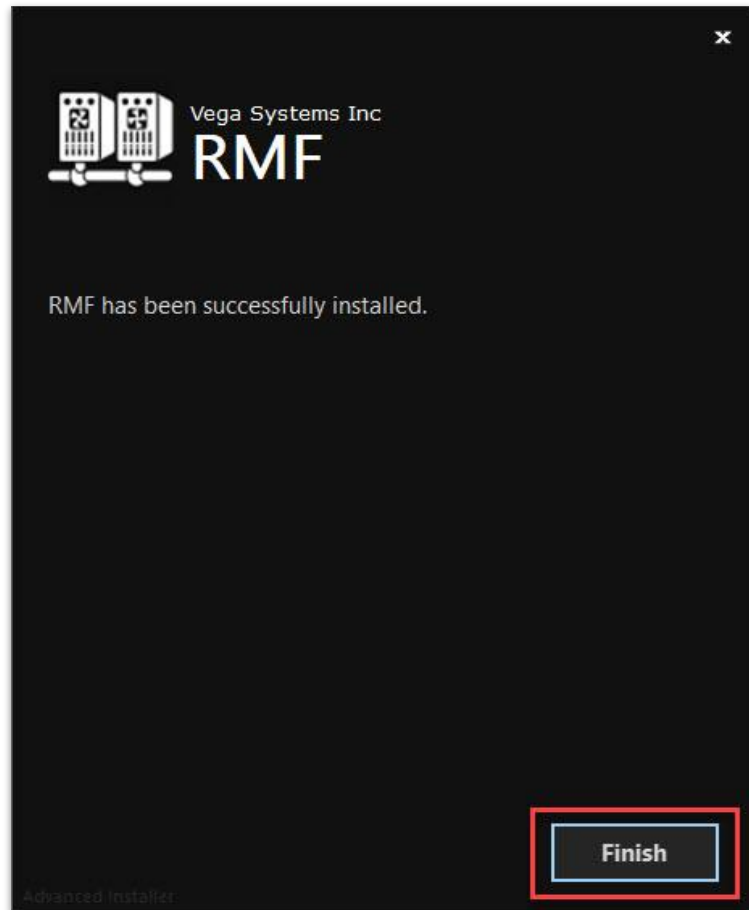 x
Vega Systems Inc
RMF
RMF has been successfully installed.
Finish
Advanced Installer